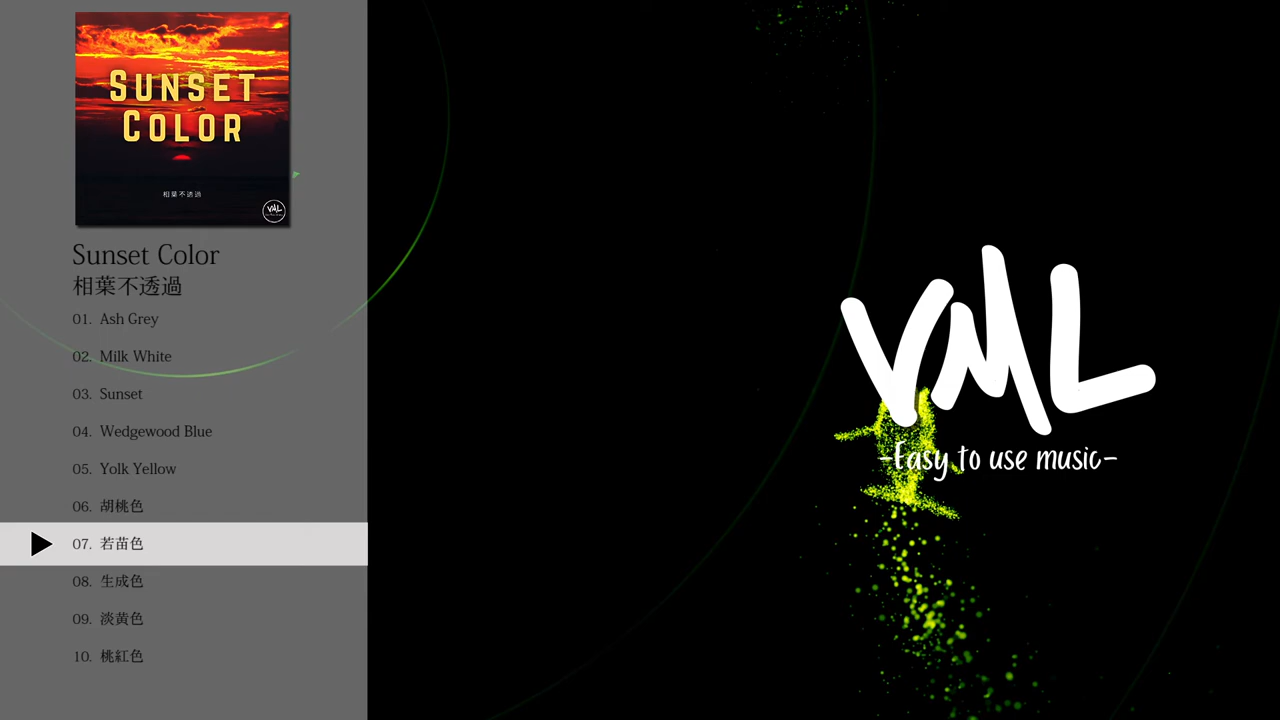 SUNSET
COLOR
相葉不透過
VML
Sunset Color
相葉不透過
01. Ash Grey
02. Milk White
03. Sunset
04. Wedgewood Blue
05. Yolk Yellow
06. 胡桃色
07. 若苗色
08. 生成色
09. 淡黄色
10. 桃紅色
VML
-Easy to use music-